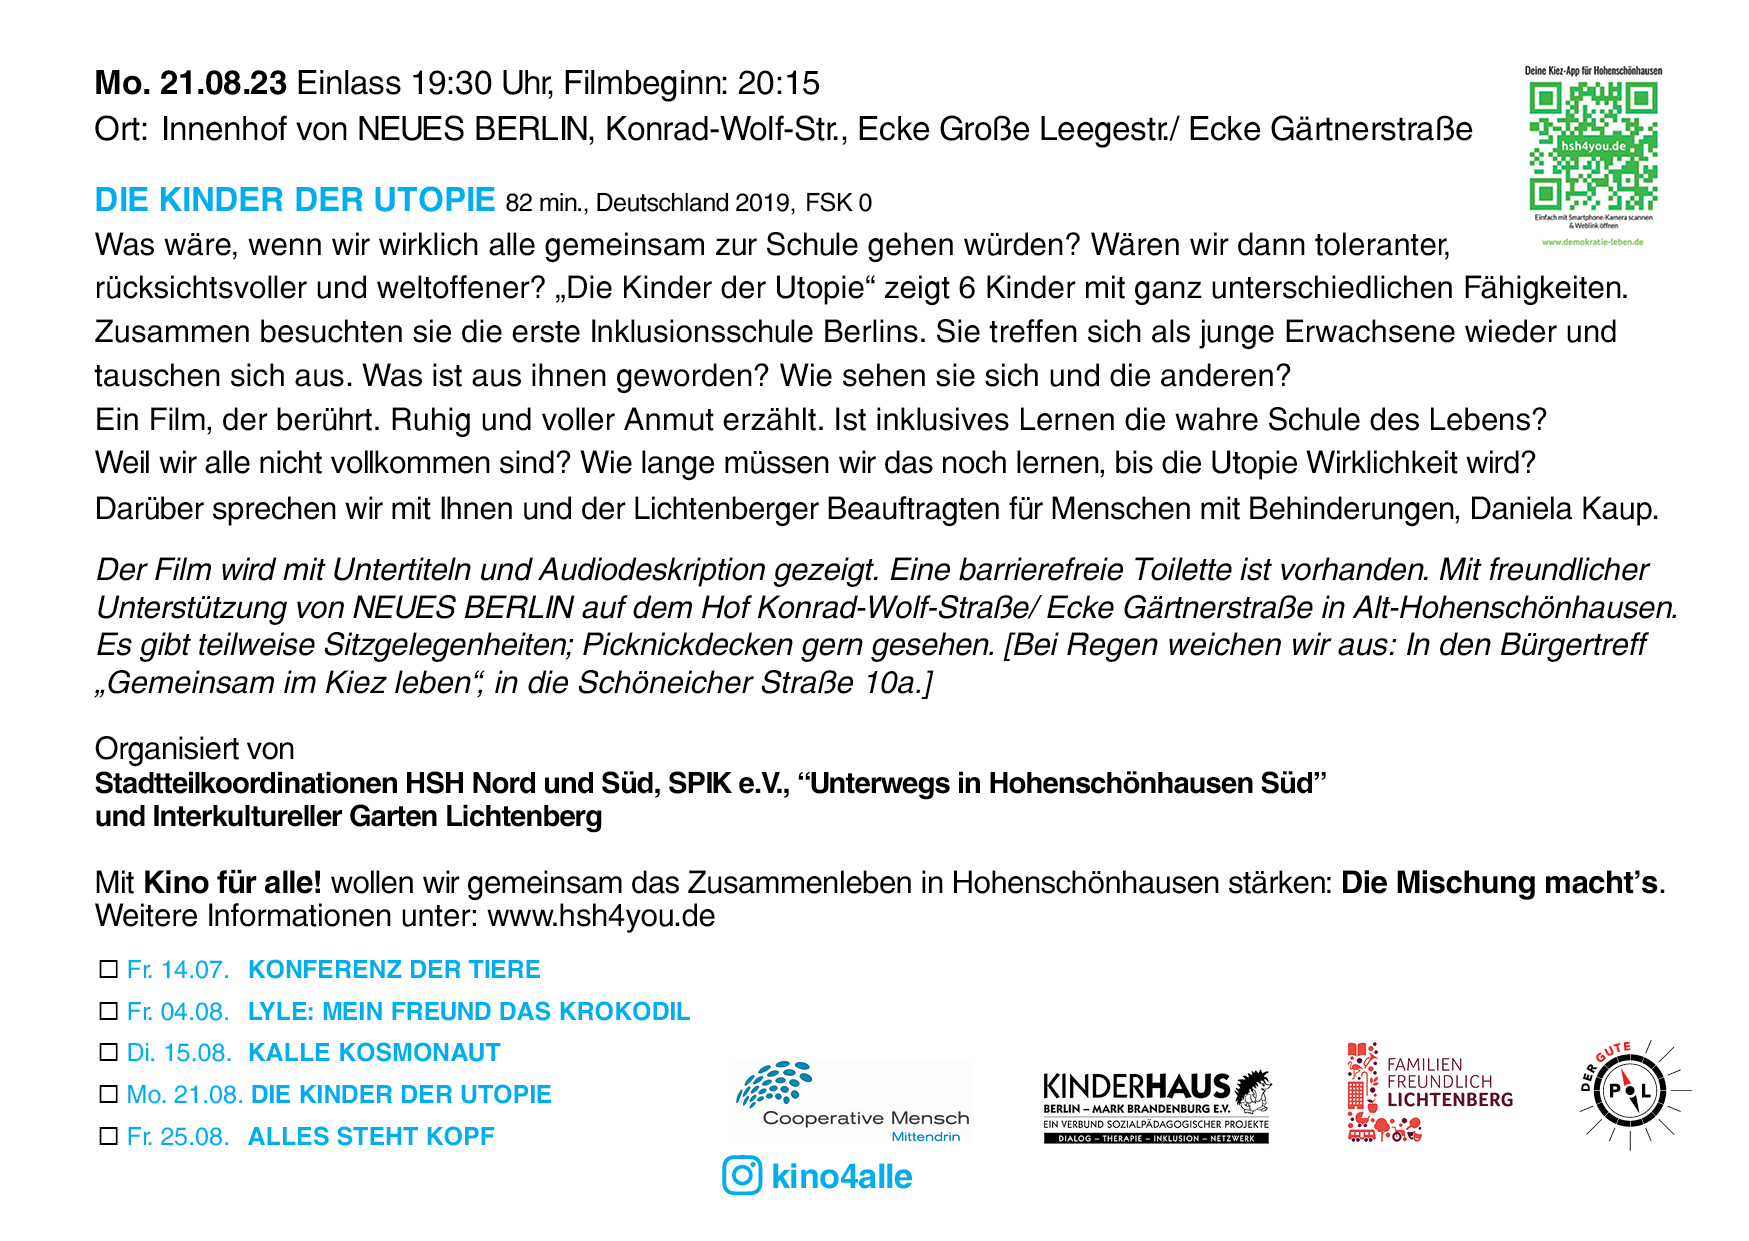 Mo. 21.08.23 Einlass 19:30 Uhr, Filmbeginn: 20:15
Ort: Innenhof von NEUES BERLIN, Konrad-Wolf-Str., Ecke Große Leegestr./ Ecke Gärtnerstraße
Deine Kiez-App für Hohenschönhausen
hsh4you.de
Einfach mit Smartphone-Kamera scannen
& Weblink öffnen
www.demokratie-leben.de
DIE KINDER DER UTOPIE 82 min., Deutschland 2019, FSK 0
Was wäre, wenn wir wirklich alle gemeinsam zur Schule gehen würden? Wären wir dann toleranter,
rücksichtsvoller und weltoffener? „Die Kinder der Utopie“ zeigt 6 Kinder mit ganz unterschiedlichen Fähigkeiten.
Zusammen besuchten sie die erste Inklusionsschule Berlins. Sie treffen sich als junge Erwachsene wieder und
tauschen sich aus. Was ist aus ihnen geworden? Wie sehen sie sich und die anderen?
Ein Film, der berührt. Ruhig und voller Anmut erzählt. Ist inklusives Lernen die wahre Schule des Lebens?
Weil wir alle nicht vollkommen sind? Wie lange müssen wir das noch lernen, bis die Utopie Wirklichkeit wird?
Darüber sprechen wir mit Ihnen und der Lichtenberger Beauftragten für Menschen mit Behinderungen, Daniela Kaup.
Der Film wird mit Untertiteln und Audiodeskription gezeigt. Eine barrierefreie Toilette ist vorhanden. Mit freundlicher
Unterstützung von NEUES BERLIN auf dem Hof Konrad-Wolf-Straße/ Ecke Gärtnerstraße in Alt-Hohenschönhausen.
Es gibt teilweise Sitzgelegenheiten; Picknickdecken gern gesehen. [Bei Regen weichen wir aus: In den Bürgertreff
„Gemeinsam im Kiez leben“, in die Schöneicher Straße 10a.]
Organisiert von
Stadtteilkoordinationen HSH Nord und Süd, SPIK e.V., “Unterwegs in Hohenschönhausen Süd”
und Interkultureller Garten Lichtenberg
Mit Kino für alle! wollen wir gemeinsam das Zusammenleben in Hohenschönhausen stärken: Die Mischung macht’s.
Weitere Informationen unter: www.hsh4you.de
☐ Fr. 14.07. KONFERENZ DER TIERE
☐ Fr. 04.08. LYLE: MEIN FREUND DAS KROKODIL
☐ Di. 15.08. KALLE KOSMONAUT
☐ Mo. 21.08. DIE KINDER DER UTOPIE
☐ Fr. 25.08. ALLES STEHT KOPF
Cooperative Mensch
Mittendrin
kino4alle
KINDERHAUS
BERLIN – MARK BRANDENBURG E.V.
EIN VERBUND SOZIALPÄDAGOGISCHER PROJEKTE
DIALOG – THERAPIE – INKLUSION – NETZWERK
FAMILIEN
FREUNDLICH
LICHTENBERG
DER GUTE
POL